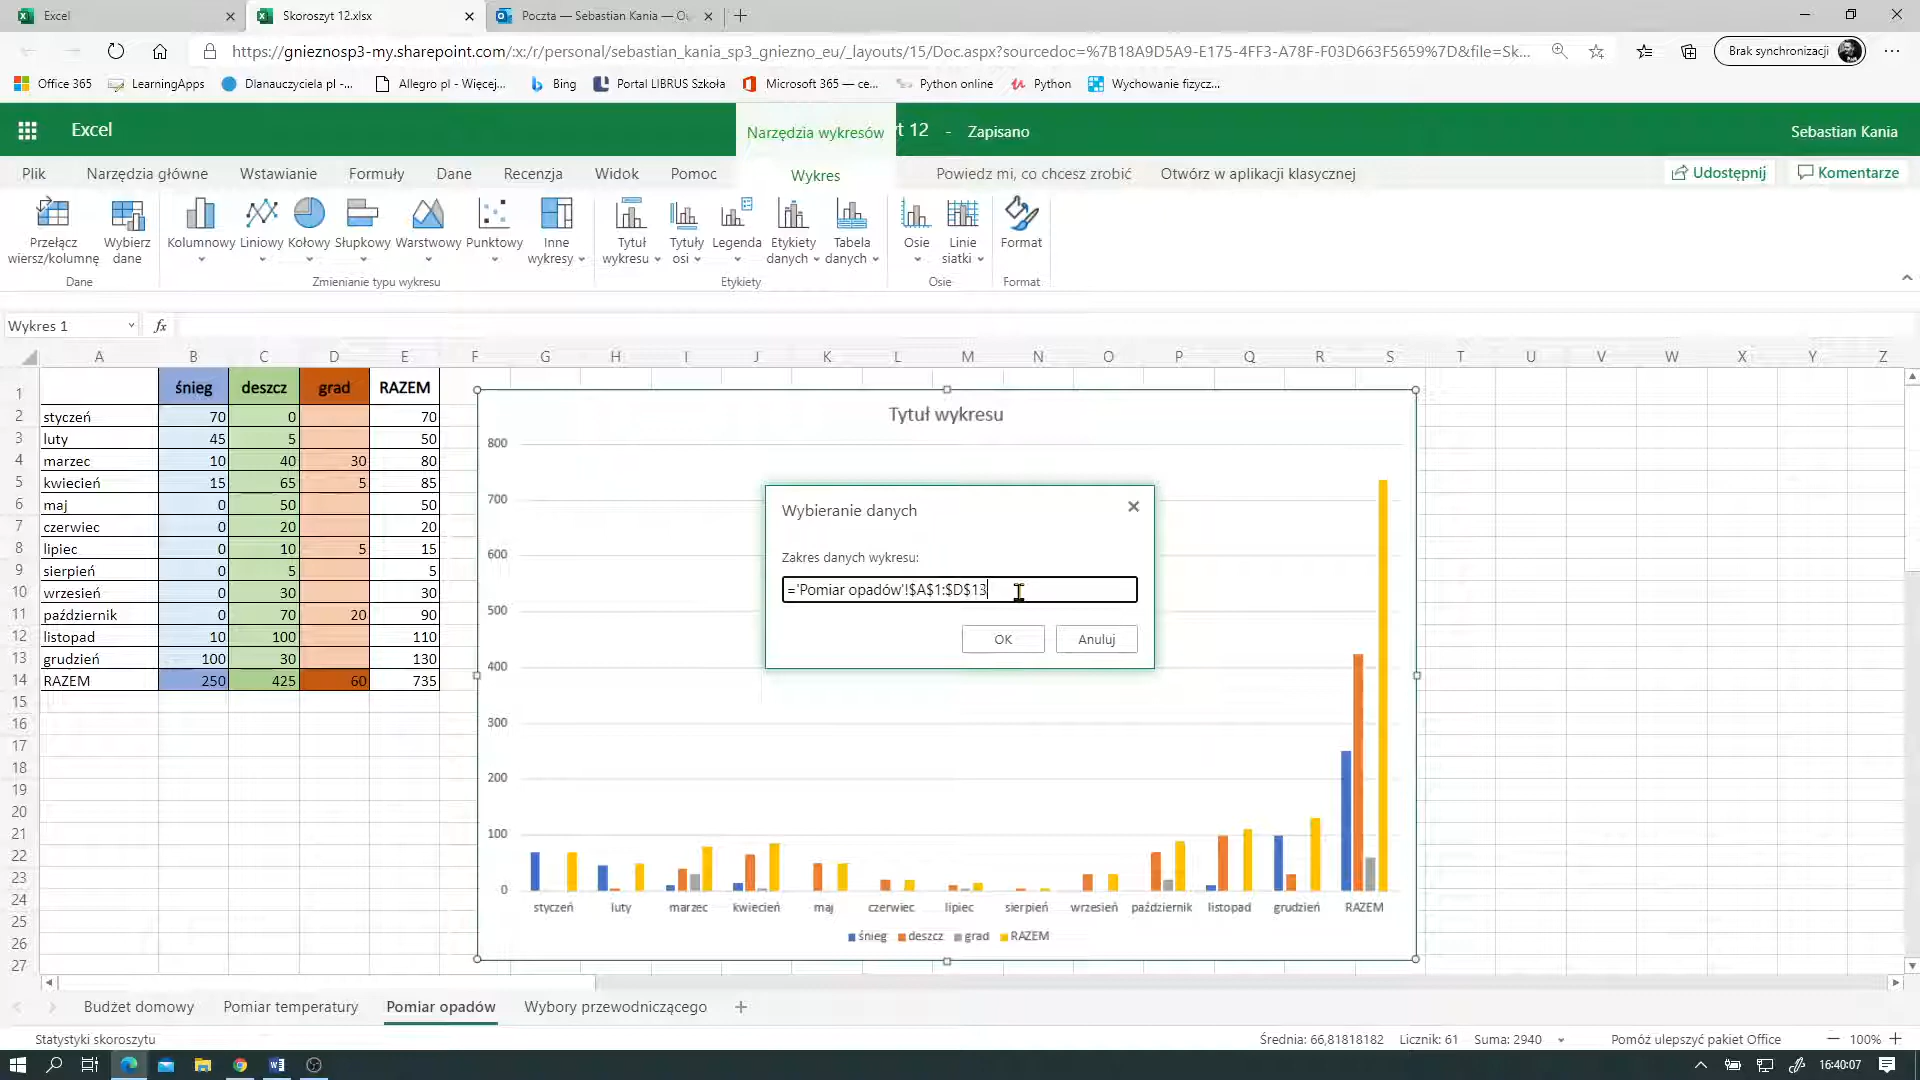 Excel
Skoroszyt 12.xlsx
Poczta — Sebastian Kania — Ou
https://gnieznosp3-my.sharepoint.com/:x:/r/personal/sebastian_kania_sp3_gniezno_eu/_layouts/15/Doc.aspx?sourcedoc=%7B18A9D5A9-E175-4FF3-A78F-F03D663F5659%7D&file=Sk...
Brak synchronizacji
Office 365
LearningApps
Dlanauczyciela pl -...
Allegro pl - Więcej,...
Bing
Portal LIBRUS Szkoła
Microsoft 365 — ce...
Python online
Python
Wychowanie fizycz...
Excel
Narzędzia wykresów
t 12 - Zapisano
Sebastian Kania
Plik Narzędzia główne Wstawianie Formuły Dane Recenzja Widok Pomoc Wykres Powiedz mi, co chcesz zrobić Otwórz w aplikacji klasycznej Udostępnij Komentarze
Przełącz wiersz/kolumnę
Wybierz dane
Kolumnowy
Liniowy
Kołowy
Słupkowy
Warstwowy
Punktowy
Inne wykresy
Tytuł wykresu
Tytuły osi
Legenda
Etykiety danych
Tabela danych
Osie
Linie siatki
Format
Dane
Zmienianie typu wykresu
Etykiety
Osie
Format
Wykres 1
fx
A B C D E F G H I J K L M N O P Q R S T U V W X Y Z
1 śnieg deszcz grad RAZEM
2 styczeń 70 0 70
3 luty 45 5 50
4 marzec 10 40 30 80
5 kwiecień 15 65 5 85
6 maj 0 50 50
7 czerwiec 0 20 20
8 lipiec 0 10 5 15
9 sierpień 0 5 5
10 wrzesień 0 30 30
11 październik 0 70 20 90
12 listopad 10 100 110
13 grudzień 100 30 130
14 RAZEM 250 425 60 735
15
16
17
18
19
20
21
22
23
24
25
26
27
Tytuł wykresu
800
700
600
500
400
300
200
100
0
styczeń luty marzec kwiecień maj czerwiec lipiec sierpień wrzesień październik listopad grudzień RAZEM
śnieg deszcz grad RAZEM
Wybieranie danych
Zakres danych wykresu:
='Pomiar opadów'!$A$1:$D$13
OK
Anuluj
Budżet domowy Pomiar temperatury Pomiar opadów Wybory przewodniczącego
Statystyki skoroszytu
Średnia: 66,81818182 Licznik: 61 Suma: 2940
Pomóż ulepszyć pakiet Office
100%
16:40:07